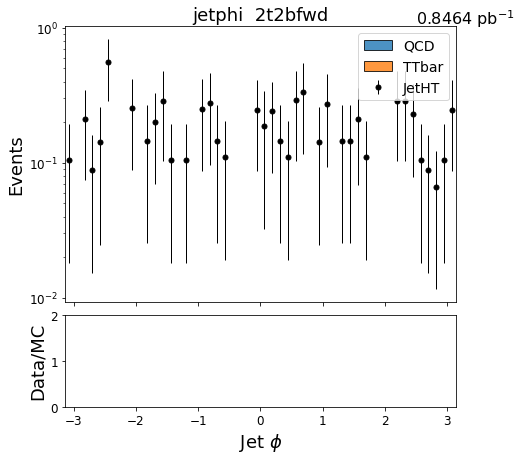 jetphi 2t2bfwd
0.8464 pb⁻¹
QCD
TTbar
JetHT
Events
10⁰
10⁻¹
10⁻²
Data/MC
2
1
0
−3 −2 −1 0 1 2 3
Jet ϕ